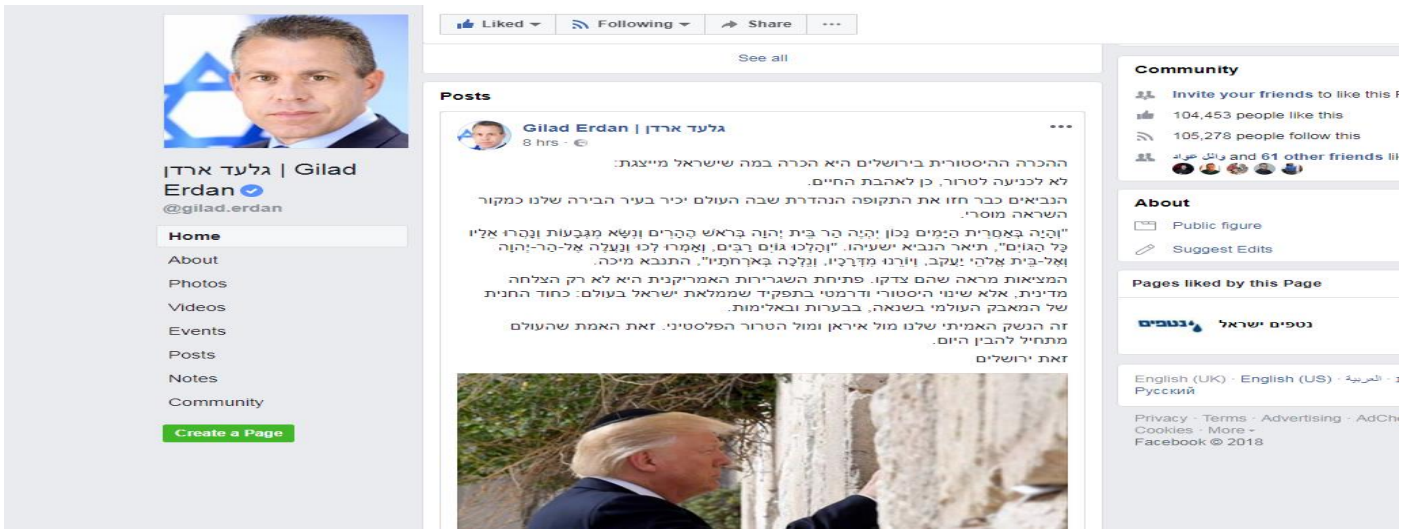 Liked
Following
Share
See all
Posts
Gilad Erdan | גלעד ארדן
8 hrs
ההכרה ההיסטורית בירושלים היא הכרה במה שישראל מייצגת:
לא לכניעה לטרור, כן לאהבת החיים.
הנביאים כבר חזו את התקופה הנהדרת שבה העולם יכיר בעיר הבירה שלנו כמקור
השראה מוסרי.
"וְהָיָה בְּאַחֲרִית הַיָּמִים נָכוֹן יִהְיֶה הַר בֵּית יְהוָה בְּרֹאשׁ הֶהָרִים וְנִשָּׂא מִגְּבָעוֹת וְנָהֲרוּ אֵלָיו
כָּל הַגּוֹיִם", תיאר הנביא ישעיהו. "וְהָלְכוּ גּוֹיִם רַבִּים, וְאָמְרוּ לְכוּ וְנַעֲלֶה אֶל-הַר-יְהוָה
וְאֶל-בֵּית אֱלֹהֵי יַעֲקֹב, וְיוֹרֵנוּ מִדְּרָכָיו, וְנֵלְכָה בְּאֹרְחֹתָיו", התנבא מיכה.
המציאות מראה שהם צדקו. פתיחת השגרירות האמריקנית היא לא רק הצלחה
מדינית, אלא שינוי היסטורי ודרמטי בתפקיד שממלאת ישראל בעולם: כחוד החנית
של המאבק העולמי בשנאה, בבערות ובאלימות.
זה הנשק האמיתי שלנו מול איראן ומול הטרור הפלסטיני. זאת האמת שהעולם
מתחיל להבין היום.
זאת ירושלים
גלעד ארדן | Gilad
Erdan
@gilad.erdan
Home
About
Photos
Videos
Events
Posts
Notes
Community
Create a Page
Community
Invite your friends to like this
104,453 people like this
105,278 people follow this
وائل عواد and 61 other friends
About
Public figure
Suggest Edits
Pages liked by this Page
נטפים נטפים ישראל
English (UK) · English (US) · العربية ·
Русский
Privacy · Terms · Advertising ·
Cookies · More
Facebook © 2018